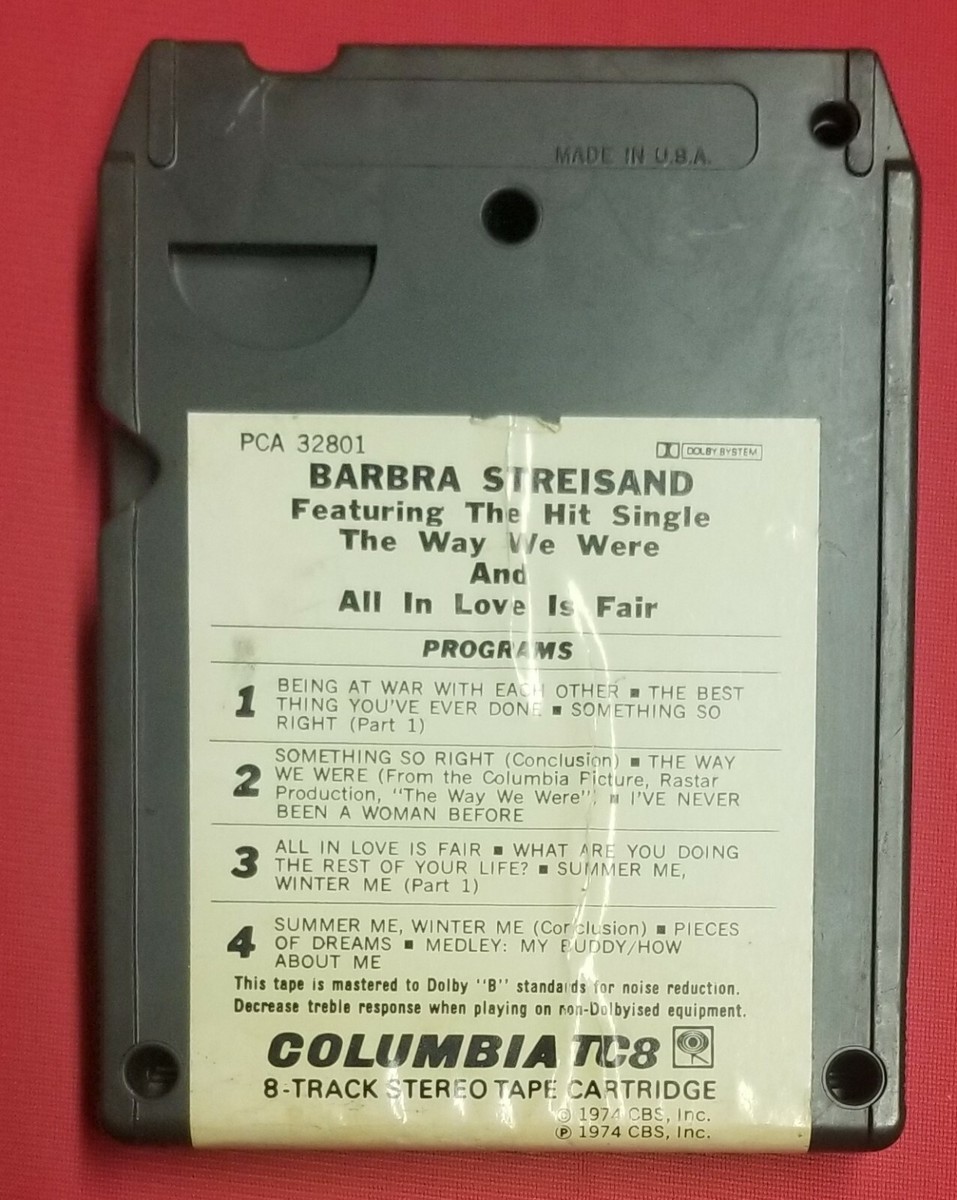 MADE IN U.S.A.
PCA 32801
DOLBY SYSTEM
BARBRA STREISAND
Featuring The Hit Single
The Way We Were
And
All In Love Is Fair
PROGRAMS
1 BEING AT WAR WITH EACH OTHER ■ THE BEST
THING YOU'VE EVER DONE ■ SOMETHING SO
RIGHT (Part 1)
2 SOMETHING SO RIGHT (Conclusion) ■ THE WAY
WE WERE (From the Columbia Picture, Rastar
Production, "The Way We Were") ■ I'VE NEVER
BEEN A WOMAN BEFORE
3 ALL IN LOVE IS FAIR ■ WHAT ARE YOU DOING
THE REST OF YOUR LIFE? ■ SUMMER ME,
WINTER ME (Part 1)
4 SUMMER ME, WINTER ME (Conclusion) ■ PIECES
OF DREAMS ■ MEDLEY: MY BUDDY/HOW
ABOUT ME
This tape is mastered to Dolby "B" standards for noise reduction.
Decrease treble response when playing on non-Dolbyised equipment.
COLUMBIA TC8
8-TRACK STEREO TAPE CARTRIDGE
© 1974 CBS, Inc.
℗ 1974 CBS, Inc.